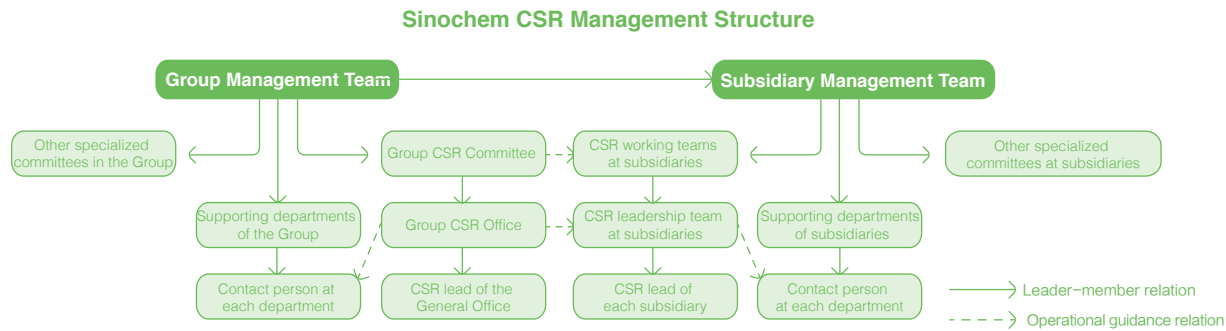 Sinochem CSR Management Structure
Group Management Team
Subsidiary Management Team
Other specialized
committees in the Group
Group CSR Committee
CSR working teams
at subsidiaries
Other specialized
committees at subsidiaries
Supporting departments
of the Group
Group CSR Office
CSR leadership team
at subsidiaries
Supporting departments
of subsidiaries
Contact person at
each department
CSR lead of the
General Office
CSR lead of
each subsidiary
Contact person
at each department
Leader-member relation
Operational guidance relation